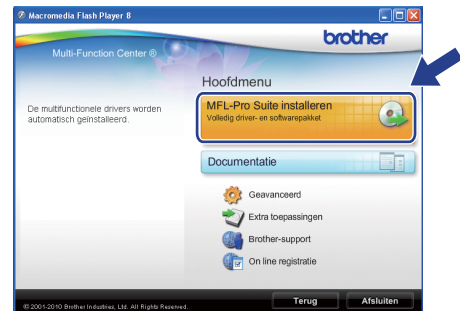 Macromedia Flash Player 8
brother
Multi-Function Center ®
Hoofdmenu
De multifunctionele drivers worden
automatisch geïnstalleerd.
MFL-Pro Suite installeren
Volledig driver- en softwarepakket
Documentatie
Geavanceerd
Extra toepassingen
Brother-support
On line registratie
© 2001-2010 Brother Industries, Ltd. All Rights Reserved.
Terug
Afsluiten